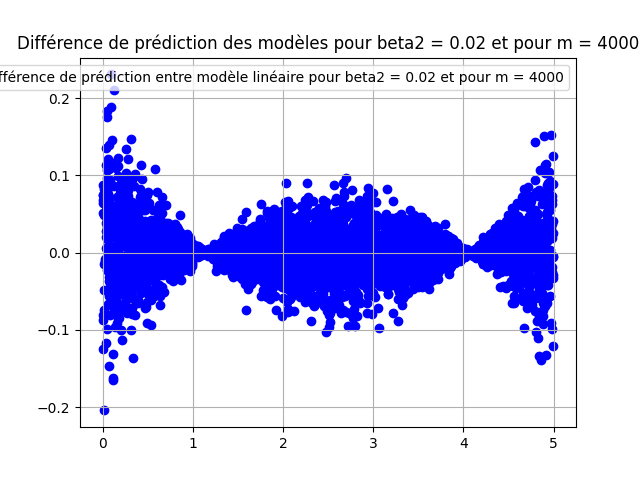 Différence de prédiction des modèles pour beta2 = 0.02 et pour m = 4000
fférence de prédiction entre modèle linéaire pour beta2 = 0.02 et pour m = 4000
0.2
0.1
0.0
−0.1
−0.2
0 1 2 3 4 5